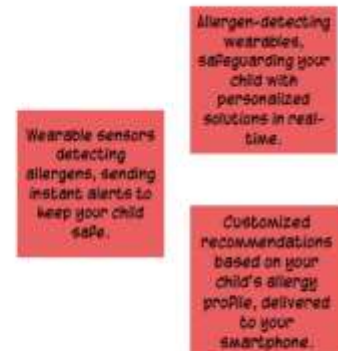 Allergen-detecting
wearables,
safeguarding your
child with
personalized
solutions in real-
time.
Wearable sensors
detecting
allergens, sending
instant alerts to
keep your child
safe.
Customized
recommendations
based on your
child's allergy
profile, delivered
to your
smartphone.